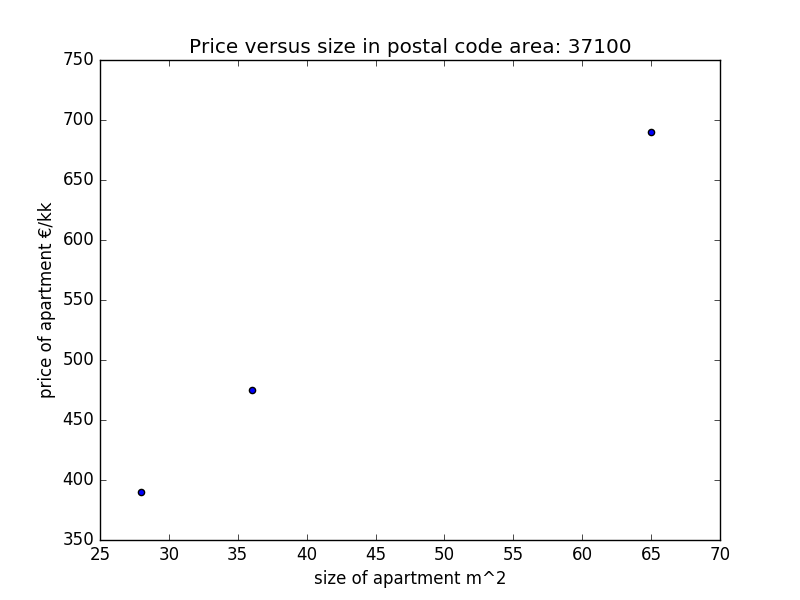 Price versus size in postal code area: 37100
750
700
650
600
550
500
450
400
350
price of apartment €/kk
25 30 35 40 45 50 55 60 65 70
size of apartment m^2